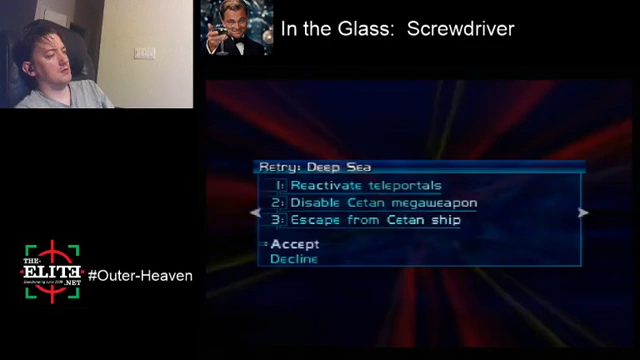 In the Glass: Screwdriver
Retry: Deep Sea
1: Reactivate teleportals
2: Disable Cetan megaweapon
3: Escape from Cetan ship
Accept
Decline
THE-
ELITE
.NET
#Outer-Heaven